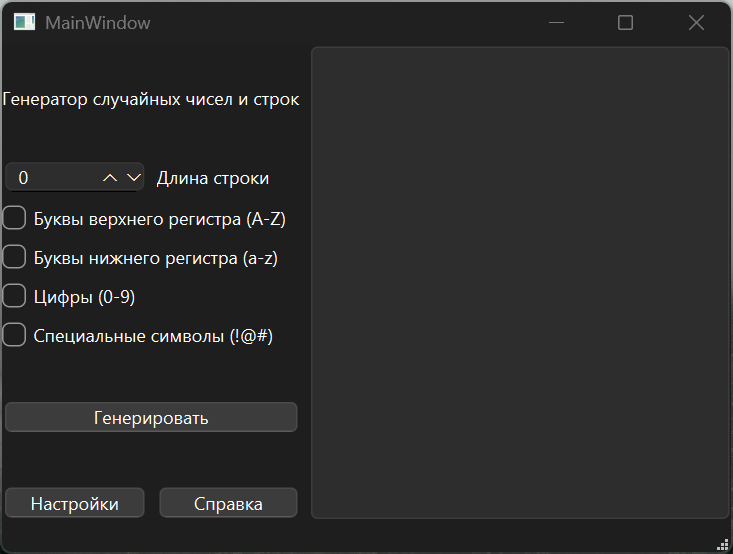 MainWindow
Генератор случайных чисел и строк
0 Длина строки
Буквы верхнего регистра (A-Z)
Буквы нижнего регистра (a-z)
Цифры (0-9)
Специальные символы (!@#)
Генерировать
Настройки Справка